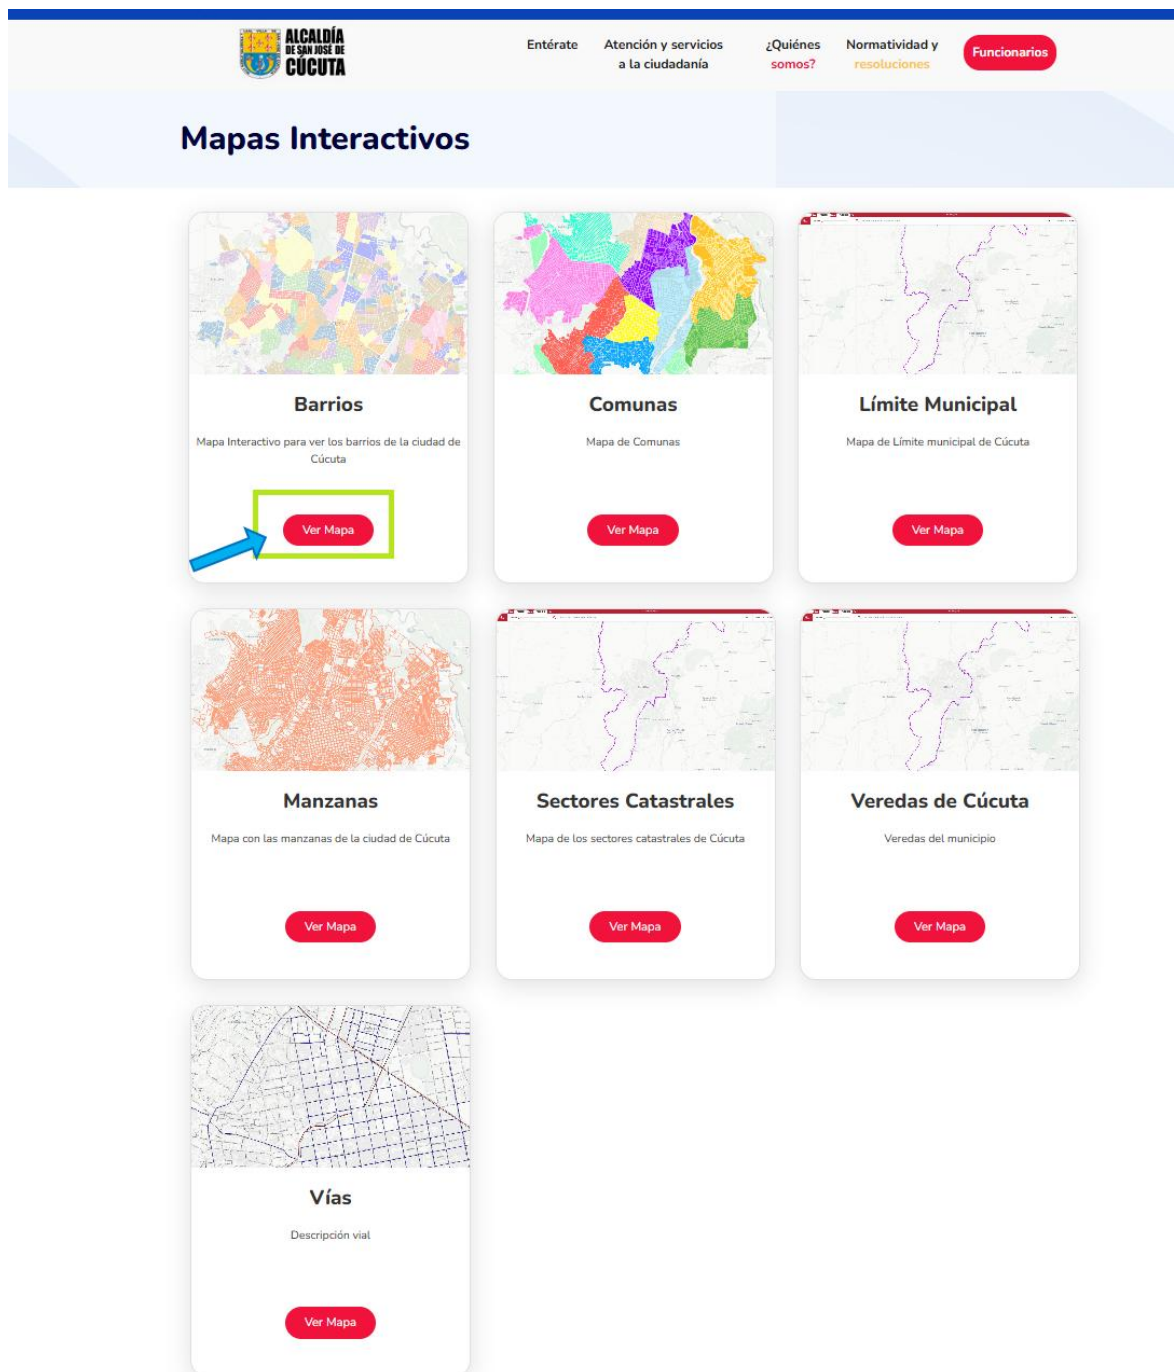 ALCALDÍA
DE SAN JOSÉ DE
CÚCUTA
Entérate
Atención y servicios
a la ciudadanía
¿Quiénes
somos?
Normatividad y
resoluciones
Funcionarios
Mapas Interactivos
Barrios
Mapa Interactivo para ver los barrios de la ciudad de
Cúcuta
Ver Mapa
Comunas
Mapa de Comunas
Ver Mapa
Límite Municipal
Mapa de Límite municipal de Cúcuta
Ver Mapa
Manzanas
Mapa con las manzanas de la ciudad de Cúcuta
Ver Mapa
Sectores Catastrales
Mapa de los sectores catastrales de Cúcuta
Ver Mapa
Veredas de Cúcuta
Veredas del municipio
Ver Mapa
Vías
Descripción vial
Ver Mapa